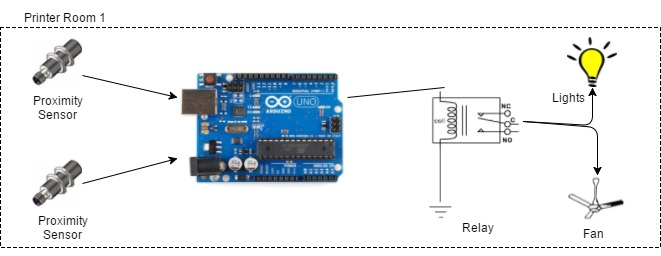 Printer Room 1
Proximity
Sensor
UNO
ARDUINO
coil
NC
C
NO
Lights
Proximity
Sensor
Relay
Fan